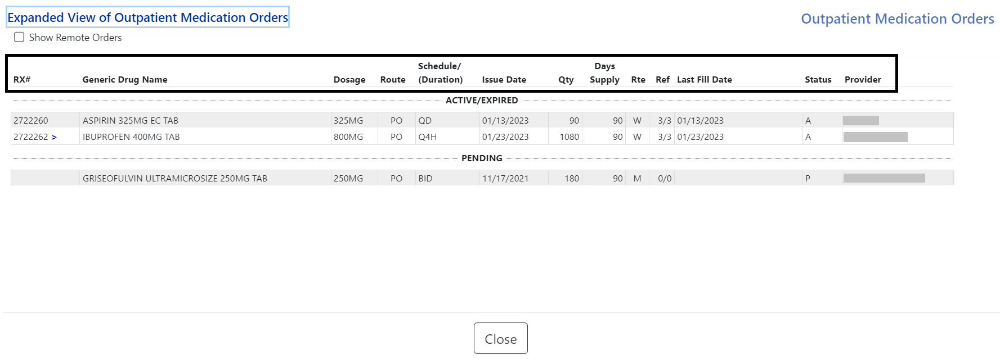 Expanded View of Outpatient Medication Orders
Outpatient Medication Orders
Show Remote Orders
RX# Generic Drug Name Dosage Route Schedule/ (Duration) Issue Date Qty Days Supply Rte Ref Last Fill Date Status Provider
ACTIVE/EXPIRED
2722260 ASPIRIN 325MG EC TAB 325MG PO QD 01/13/2023 90 90 W 3/3 01/13/2023 A
2722262 > IBUPROFEN 400MG TAB 800MG PO Q4H 01/23/2023 1080 90 W 3/3 01/23/2023 A
PENDING
GRISEOFULVIN ULTRAMICROSIZE 250MG TAB 250MG PO BID 11/17/2021 180 90 M 0/0 P
Close